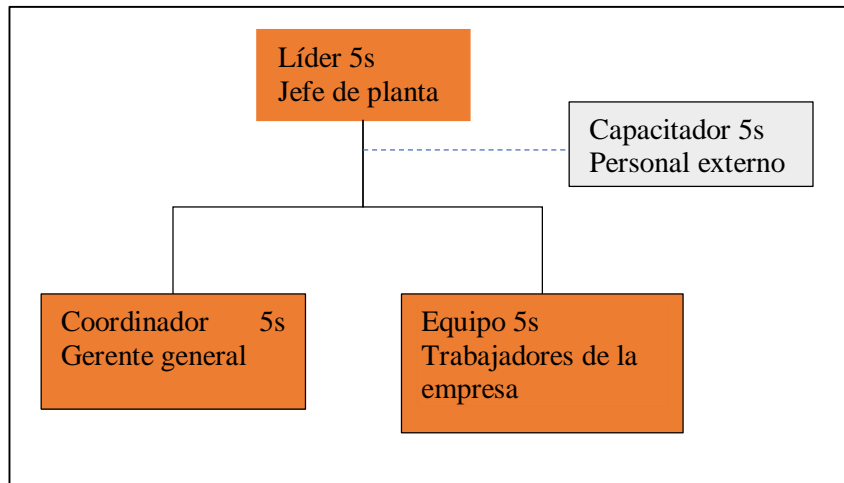 Líder 5s
Jefe de planta
Capacitador 5s
Personal externo
Coordinador 5s
Gerente general
Equipo 5s
Trabajadores de la
empresa